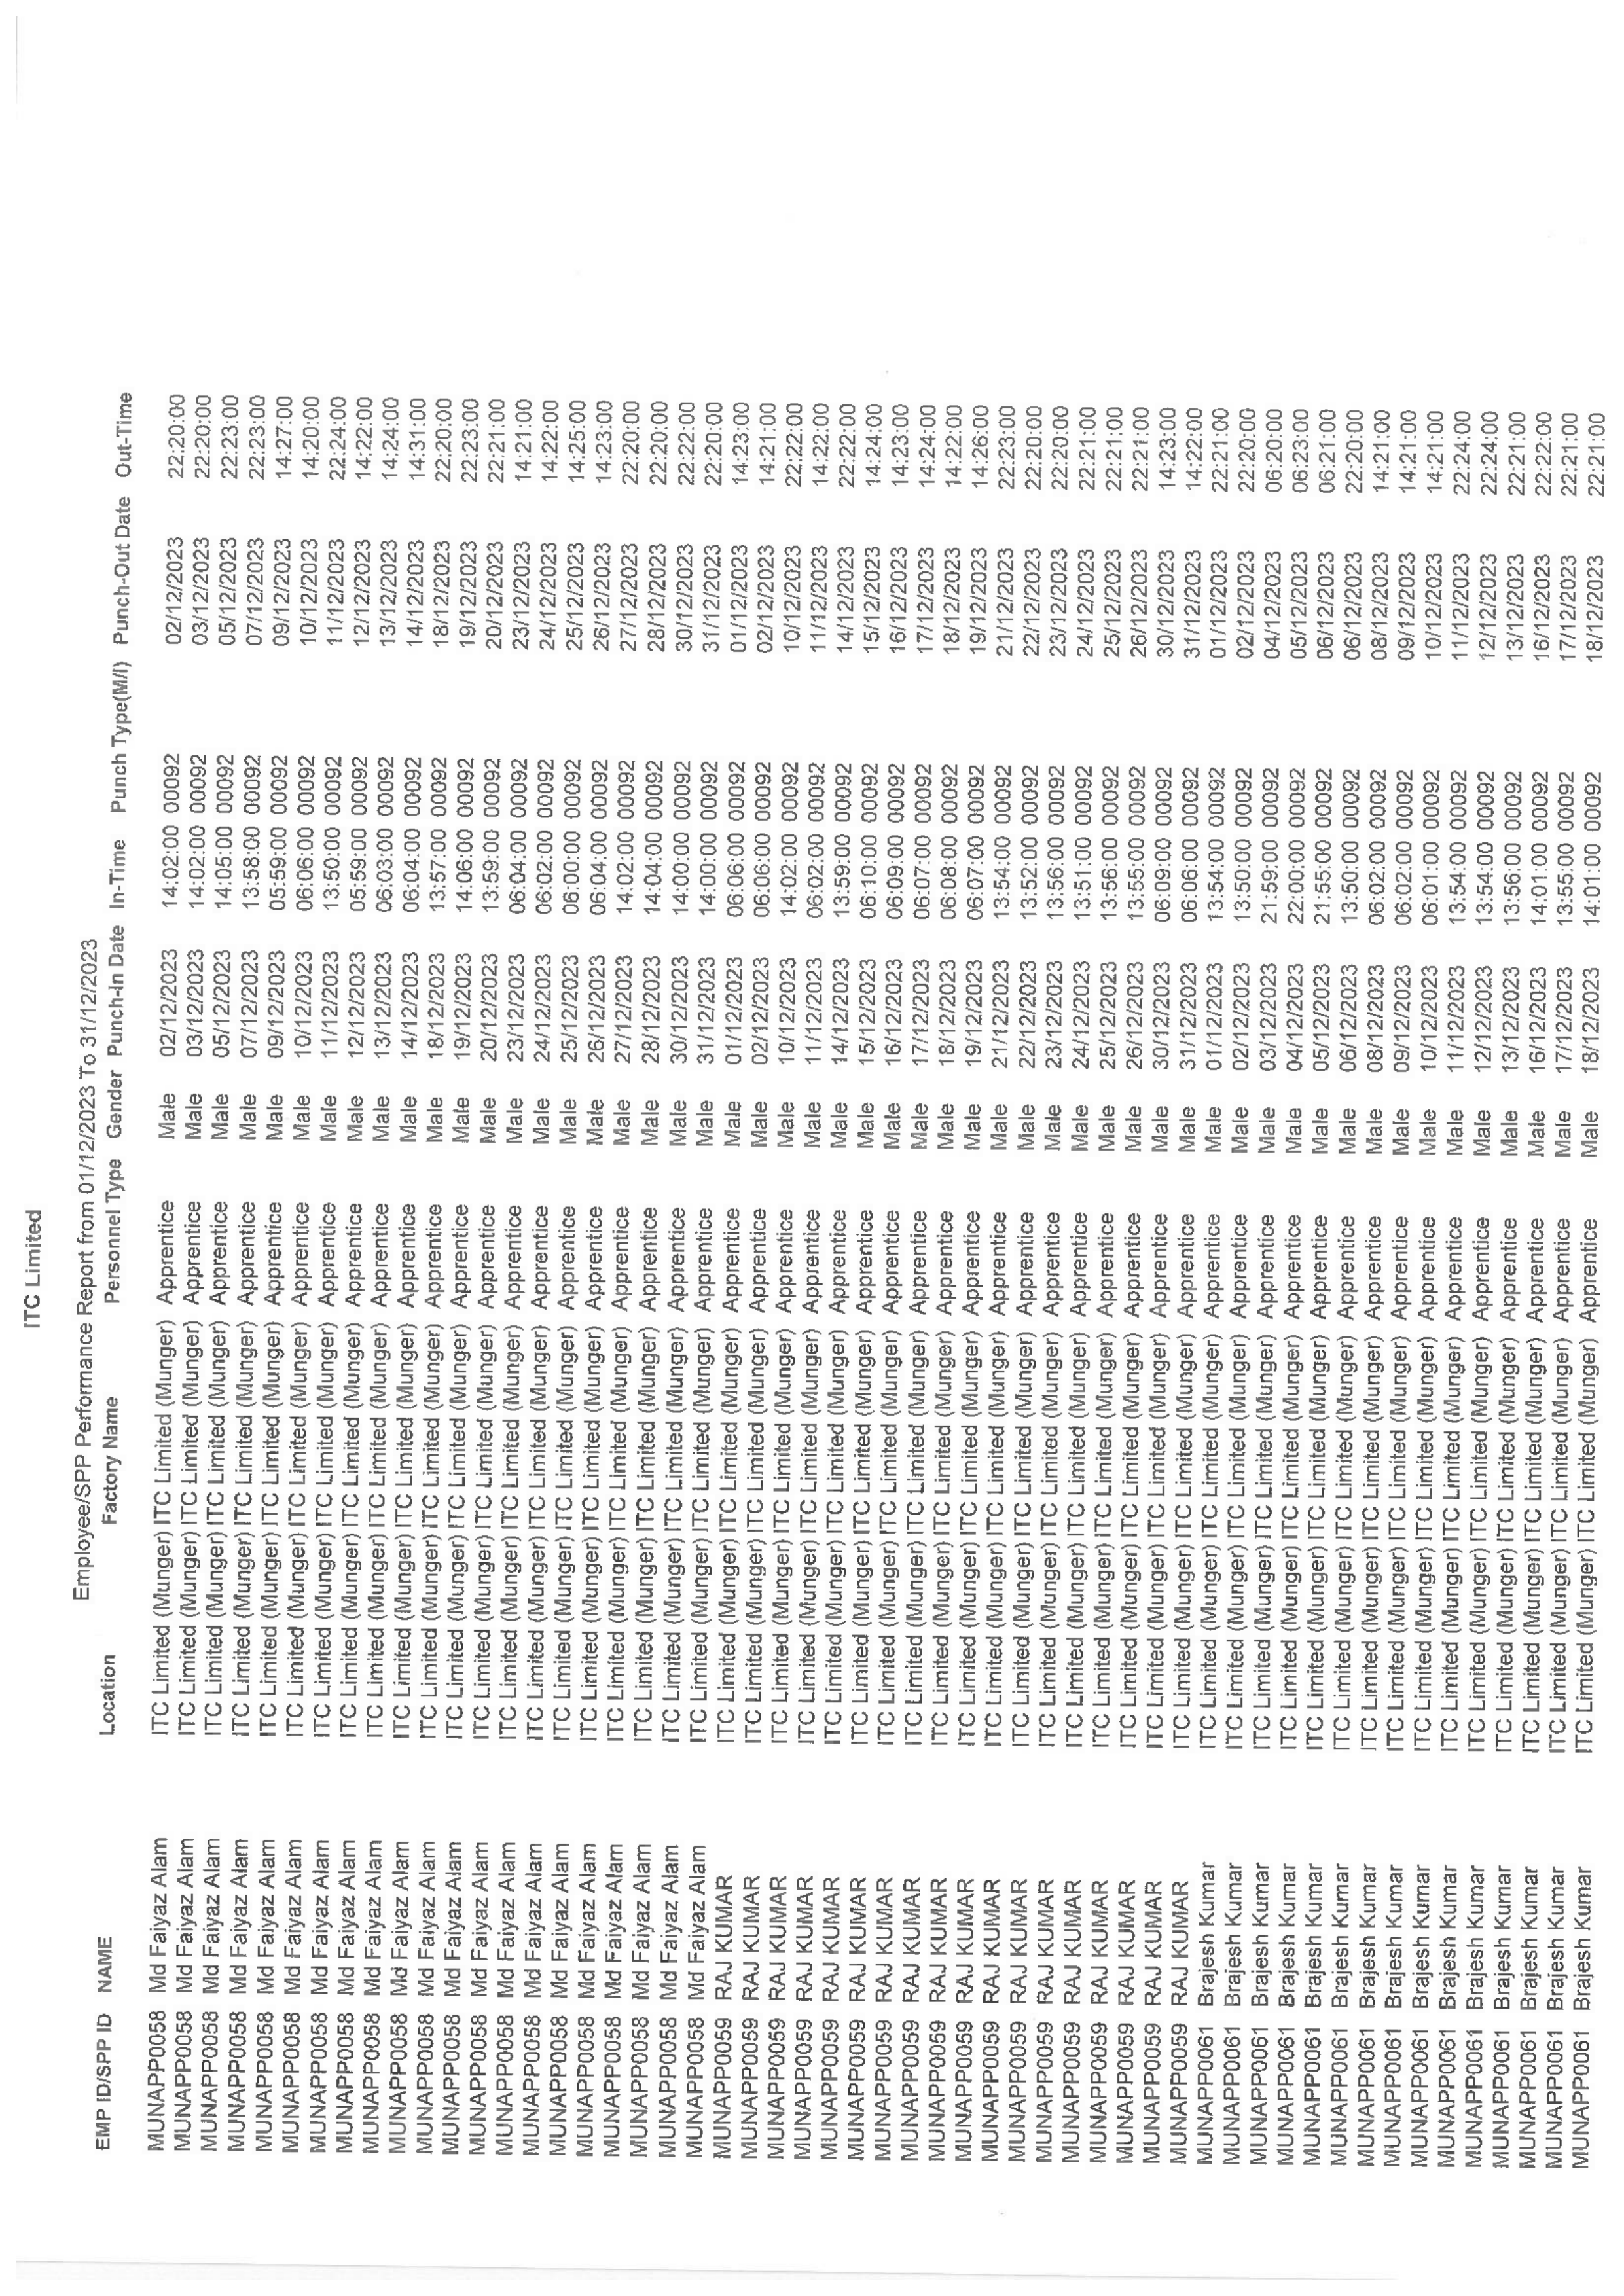 ITC Limited
Employee/SPP Performance Report from 01/12/2023 To 31/12/2023
EMP ID/SPP ID NAME Location Factory Name Personnel Type Gender Punch-In Date In-Time Punch Type(M/I) Punch-Out Date Out-Time
MUNAPP0058 Md Faiyaz Alam ITC Limited (Munger) ITC Limited (Munger) Apprentice Male 02/12/2023 14:02:00 00092 02/12/2023 22:20:00
MUNAPP0058 Md Faiyaz Alam ITC Limited (Munger) ITC Limited (Munger) Apprentice Male 03/12/2023 14:02:00 00092 03/12/2023 22:20:00
MUNAPP0058 Md Faiyaz Alam ITC Limited (Munger) ITC Limited (Munger) Apprentice Male 05/12/2023 14:05:00 00092 05/12/2023 22:23:00
MUNAPP0058 Md Faiyaz Alam ITC Limited (Munger) ITC Limited (Munger) Apprentice Male 07/12/2023 13:58:00 00092 07/12/2023 22:23:00
MUNAPP0058 Md Faiyaz Alam ITC Limited (Munger) ITC Limited (Munger) Apprentice Male 09/12/2023 05:59:00 00092 09/12/2023 14:27:00
MUNAPP0058 Md Faiyaz Alam ITC Limited (Munger) ITC Limited (Munger) Apprentice Male 10/12/2023 06:06:00 00092 10/12/2023 14:20:00
MUNAPP0058 Md Faiyaz Alam ITC Limited (Munger) ITC Limited (Munger) Apprentice Male 11/12/2023 13:50:00 00092 11/12/2023 22:24:00
MUNAPP0058 Md Faiyaz Alam ITC Limited (Munger) ITC Limited (Munger) Apprentice Male 12/12/2023 05:59:00 00092 12/12/2023 14:22:00
MUNAPP0058 Md Faiyaz Alam ITC Limited (Munger) ITC Limited (Munger) Apprentice Male 13/12/2023 06:03:00 00092 13/12/2023 14:24:00
MUNAPP0058 Md Faiyaz Alam ITC Limited (Munger) ITC Limited (Munger) Apprentice Male 14/12/2023 06:04:00 00092 14/12/2023 14:31:00
MUNAPP0058 Md Faiyaz Alam ITC Limited (Munger) ITC Limited (Munger) Apprentice Male 18/12/2023 13:57:00 00092 18/12/2023 22:20:00
MUNAPP0058 Md Faiyaz Alam ITC Limited (Munger) ITC Limited (Munger) Apprentice Male 19/12/2023 14:06:00 00092 19/12/2023 22:23:00
MUNAPP0058 Md Faiyaz Alam ITC Limited (Munger) ITC Limited (Munger) Apprentice Male 20/12/2023 13:59:00 00092 20/12/2023 22:21:00
MUNAPP0058 Md Faiyaz Alam ITC Limited (Munger) ITC Limited (Munger) Apprentice Male 23/12/2023 06:04:00 00092 23/12/2023 14:21:00
MUNAPP0058 Md Faiyaz Alam ITC Limited (Munger) ITC Limited (Munger) Apprentice Male 24/12/2023 06:02:00 00092 24/12/2023 14:22:00
MUNAPP0058 Md Faiyaz Alam ITC Limited (Munger) ITC Limited (Munger) Apprentice Male 25/12/2023 06:00:00 00092 25/12/2023 14:25:00
MUNAPP0058 Md Faiyaz Alam ITC Limited (Munger) ITC Limited (Munger) Apprentice Male 26/12/2023 06:04:00 00092 26/12/2023 14:23:00
MUNAPP0058 Md Faiyaz Alam ITC Limited (Munger) ITC Limited (Munger) Apprentice Male 27/12/2023 14:02:00 00092 27/12/2023 22:20:00
MUNAPP0058 Md Faiyaz Alam ITC Limited (Munger) ITC Limited (Munger) Apprentice Male 28/12/2023 14:04:00 00092 28/12/2023 22:20:00
MUNAPP0058 Md Faiyaz Alam ITC Limited (Munger) ITC Limited (Munger) Apprentice Male 30/12/2023 14:00:00 00092 30/12/2023 22:22:00
MUNAPP0058 Md Faiyaz Alam ITC Limited (Munger) ITC Limited (Munger) Apprentice Male 31/12/2023 14:00:00 00092 31/12/2023 22:20:00
MUNAPP0059 RAJ KUMAR ITC Limited (Munger) ITC Limited (Munger) Apprentice Male 01/12/2023 06:06:00 00092 01/12/2023 14:23:00
MUNAPP0059 RAJ KUMAR ITC Limited (Munger) ITC Limited (Munger) Apprentice Male 02/12/2023 06:06:00 00092 02/12/2023 14:21:00
MUNAPP0059 RAJ KUMAR ITC Limited (Munger) ITC Limited (Munger) Apprentice Male 10/12/2023 14:02:00 00092 10/12/2023 22:22:00
MUNAPP0059 RAJ KUMAR ITC Limited (Munger) ITC Limited (Munger) Apprentice Male 11/12/2023 06:02:00 00092 11/12/2023 14:22:00
MUNAPP0059 RAJ KUMAR ITC Limited (Munger) ITC Limited (Munger) Apprentice Male 14/12/2023 13:59:00 00092 14/12/2023 22:22:00
MUNAPP0059 RAJ KUMAR ITC Limited (Munger) ITC Limited (Munger) Apprentice Male 15/12/2023 06:10:00 00092 15/12/2023 14:24:00
MUNAPP0059 RAJ KUMAR ITC Limited (Munger) ITC Limited (Munger) Apprentice Male 16/12/2023 06:09:00 00092 16/12/2023 14:23:00
MUNAPP0059 RAJ KUMAR ITC Limited (Munger) ITC Limited (Munger) Apprentice Male 17/12/2023 06:07:00 00092 17/12/2023 14:24:00
MUNAPP0059 RAJ KUMAR ITC Limited (Munger) ITC Limited (Munger) Apprentice Male 18/12/2023 06:08:00 00092 18/12/2023 14:22:00
MUNAPP0059 RAJ KUMAR ITC Limited (Munger) ITC Limited (Munger) Apprentice Male 19/12/2023 06:07:00 00092 19/12/2023 14:26:00
MUNAPP0059 RAJ KUMAR ITC Limited (Munger) ITC Limited (Munger) Apprentice Male 21/12/2023 13:54:00 00092 21/12/2023 22:23:00
MUNAPP0059 RAJ KUMAR ITC Limited (Munger) ITC Limited (Munger) Apprentice Male 22/12/2023 13:52:00 00092 22/12/2023 22:20:00
MUNAPP0059 RAJ KUMAR ITC Limited (Munger) ITC Limited (Munger) Apprentice Male 23/12/2023 13:56:00 00092 23/12/2023 22:20:00
MUNAPP0059 RAJ KUMAR ITC Limited (Munger) ITC Limited (Munger) Apprentice Male 24/12/2023 13:51:00 00092 24/12/2023 22:21:00
MUNAPP0059 RAJ KUMAR ITC Limited (Munger) ITC Limited (Munger) Apprentice Male 25/12/2023 13:56:00 00092 25/12/2023 22:21:00
MUNAPP0059 RAJ KUMAR ITC Limited (Munger) ITC Limited (Munger) Apprentice Male 26/12/2023 13:55:00 00092 26/12/2023 22:21:00
MUNAPP0059 RAJ KUMAR ITC Limited (Munger) ITC Limited (Munger) Apprentice Male 30/12/2023 06:09:00 00092 30/12/2023 14:23:00
MUNAPP0059 RAJ KUMAR ITC Limited (Munger) ITC Limited (Munger) Apprentice Male 31/12/2023 06:06:00 00092 31/12/2023 14:22:00
MUNAPP0061 Brajesh Kumar ITC Limited (Munger) ITC Limited (Munger) Apprentice Male 01/12/2023 13:54:00 00092 01/12/2023 22:21:00
MUNAPP0061 Brajesh Kumar ITC Limited (Munger) ITC Limited (Munger) Apprentice Male 02/12/2023 13:50:00 00092 02/12/2023 22:20:00
MUNAPP0061 Brajesh Kumar ITC Limited (Munger) ITC Limited (Munger) Apprentice Male 03/12/2023 21:59:00 00092 04/12/2023 06:20:00
MUNAPP0061 Brajesh Kumar ITC Limited (Munger) ITC Limited (Munger) Apprentice Male 04/12/2023 22:00:00 00092 05/12/2023 06:23:00
MUNAPP0061 Brajesh Kumar ITC Limited (Munger) ITC Limited (Munger) Apprentice Male 05/12/2023 21:55:00 00092 06/12/2023 06:21:00
MUNAPP0061 Brajesh Kumar ITC Limited (Munger) ITC Limited (Munger) Apprentice Male 06/12/2023 13:50:00 00092 06/12/2023 22:20:00
MUNAPP0061 Brajesh Kumar ITC Limited (Munger) ITC Limited (Munger) Apprentice Male 08/12/2023 06:02:00 00092 08/12/2023 14:21:00
MUNAPP0061 Brajesh Kumar ITC Limited (Munger) ITC Limited (Munger) Apprentice Male 09/12/2023 06:02:00 00092 09/12/2023 14:21:00
MUNAPP0061 Brajesh Kumar ITC Limited (Munger) ITC Limited (Munger) Apprentice Male 10/12/2023 06:01:00 00092 10/12/2023 14:21:00
MUNAPP0061 Brajesh Kumar ITC Limited (Munger) ITC Limited (Munger) Apprentice Male 11/12/2023 13:54:00 00092 11/12/2023 22:24:00
MUNAPP0061 Brajesh Kumar ITC Limited (Munger) ITC Limited (Munger) Apprentice Male 12/12/2023 13:54:00 00092 12/12/2023 22:24:00
MUNAPP0061 Brajesh Kumar ITC Limited (Munger) ITC Limited (Munger) Apprentice Male 13/12/2023 13:56:00 00092 13/12/2023 22:21:00
MUNAPP0061 Brajesh Kumar ITC Limited (Munger) ITC Limited (Munger) Apprentice Male 16/12/2023 14:01:00 00092 16/12/2023 22:22:00
MUNAPP0061 Brajesh Kumar ITC Limited (Munger) ITC Limited (Munger) Apprentice Male 17/12/2023 13:55:00 00092 17/12/2023 22:21:00
MUNAPP0061 Brajesh Kumar ITC Limited (Munger) ITC Limited (Munger) Apprentice Male 18/12/2023 14:01:00 00092 18/12/2023 22:21:00